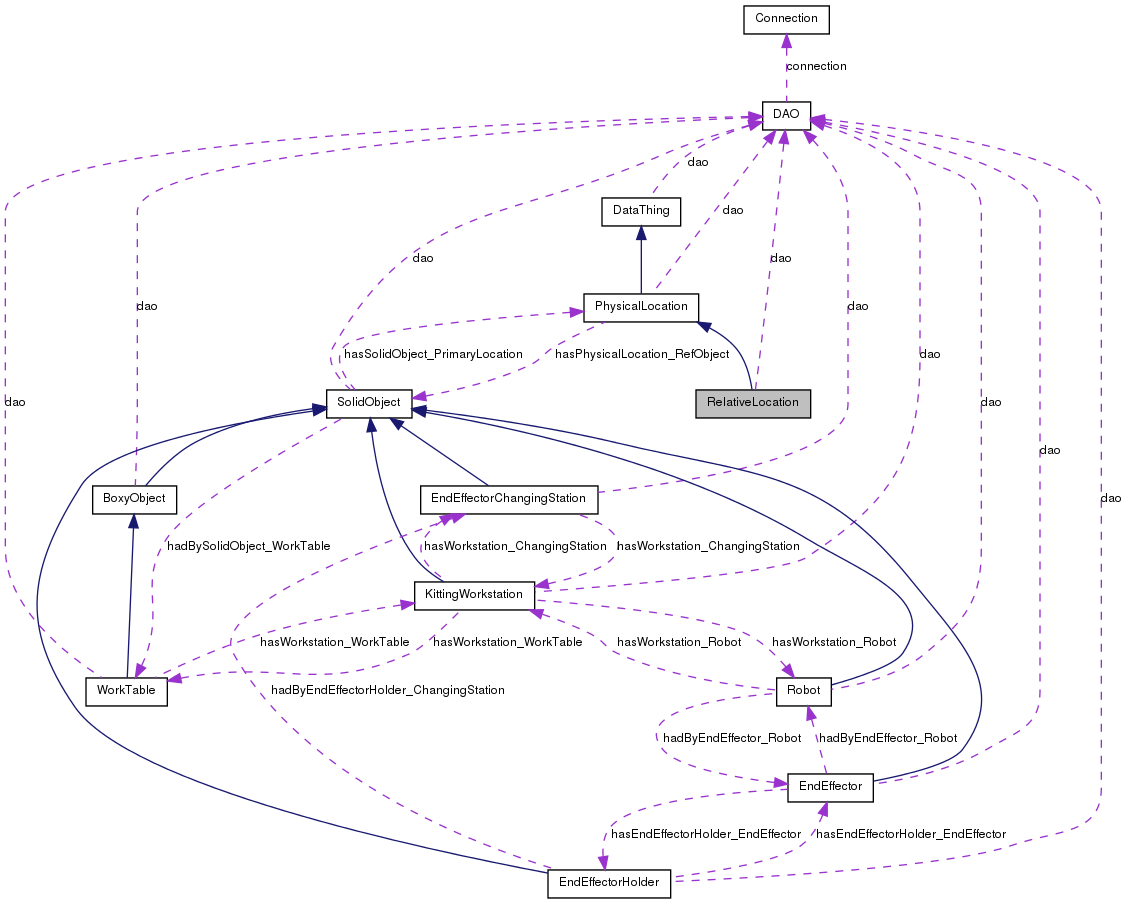 Connection
connection
DAO
dao
DataThing
dao
dao
dao
dao
dao
PhysicalLocation
hasSolidObject_PrimaryLocation
hasPhysicalLocation_RefObject
dao
dao
SolidObject
RelativeLocation
dao
dao
BoxyObject
EndEffectorChangingStation
dao
hadBySolidObject_WorkTable
hasWorkstation_ChangingStation
hasWorkstation_ChangingStation
KittingWorkstation
hasWorkstation_WorkTable
hasWorkstation_WorkTable
hasWorkstation_Robot
hasWorkstation_Robot
WorkTable
hadByEndEffectorHolder_ChangingStation
Robot
hadByEndEffector_Robot
hadByEndEffector_Robot
EndEffector
hasEndEffectorHolder_EndEffector
hasEndEffectorHolder_EndEffector
EndEffectorHolder
dao